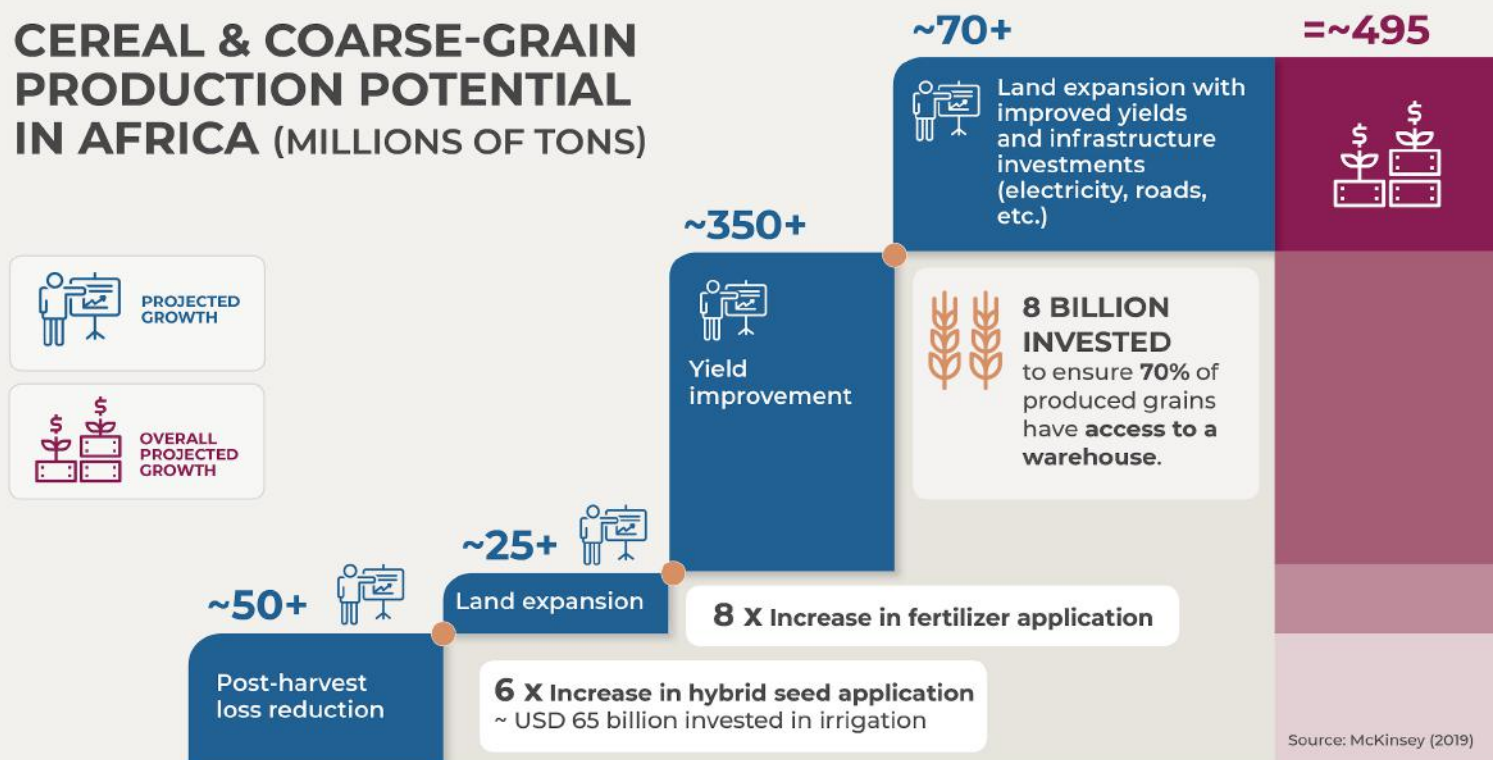 CEREAL & COARSE-GRAIN
PRODUCTION POTENTIAL
IN AFRICA (MILLIONS OF TONS)
PROJECTED
GROWTH
OVERALL
PROJECTED
GROWTH
~50+
Post-harvest
loss reduction
~25+
Land expansion
~350+
Yield
improvement
~70+
Land expansion with
improved yields
and infrastructure
investments
(electricity, roads,
etc.)
=~495
8 BILLION
INVESTED
to ensure 70% of
produced grains
have access to a
warehouse.
8 X Increase in fertilizer application
6 X Increase in hybrid seed application
~ USD 65 billion invested in irrigation
$
$
$
$
Source: McKinsey (2019)